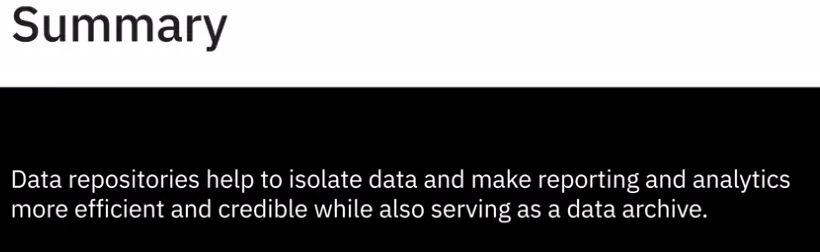 Summary
Data repositories help to isolate data and make reporting and analytics
more efficient and credible while also serving as a data archive.